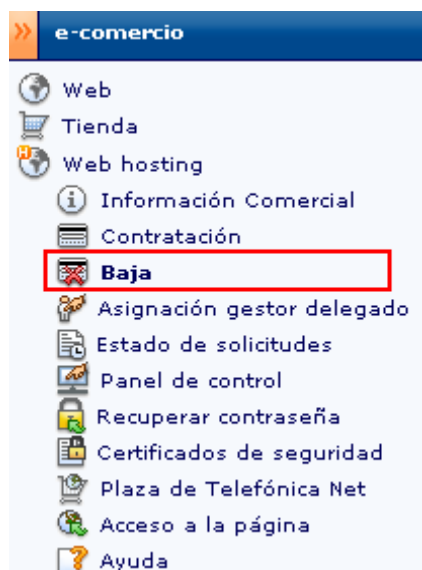 e-comercio
Web
Tienda
Web hosting
Información Comercial
Contratación
Baja
Asignación gestor delegado
Estado de solicitudes
Panel de control
Recuperar contraseña
Certificados de seguridad
Plaza de Telefónica Net
Acceso a la página
Ayuda